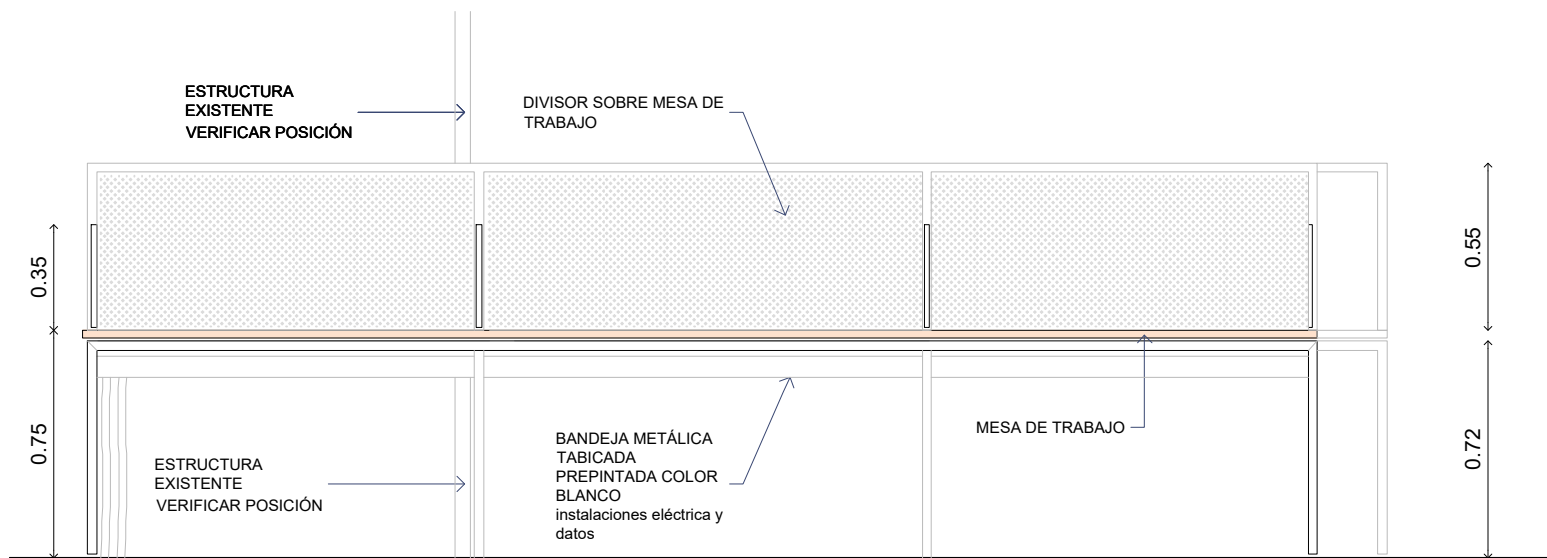 ESTRUCTURA
EXISTENTE
VERIFICAR POSICIÓN
DIVISOR SOBRE MESA DE
TRABAJO
0.35
0.55
0.75
0.72
MESA DE TRABAJO
BANDEJA METÁLICA
TABICADA
PREPINTADA COLOR
BLANCO
instalaciones eléctrica y
datos
ESTRUCTURA
EXISTENTE
VERIFICAR POSICIÓN